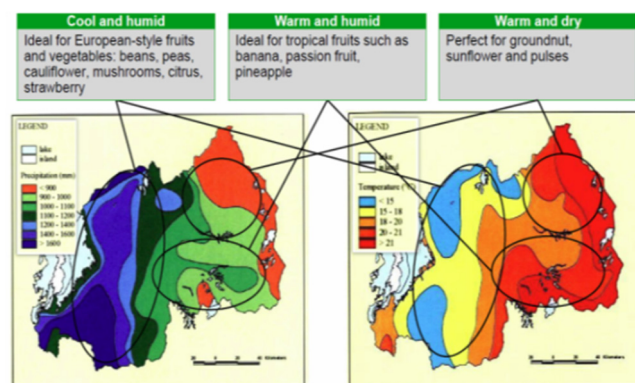 Cool and humid
Ideal for European-style fruits
and vegetables: beans, peas,
cauliflower, mushrooms, citrus,
strawberry
Warm and humid
Ideal for tropical fruits such as
banana, passion fruit,
pineapple
Warm and dry
Perfect for groundnut,
sunflower and pulses
LEGEND
lake
island
Precipitation (mm)
< 900
900 - 1000
1000 - 1100
1100 - 1200
1200 - 1400
1400 - 1600
> 1600
LEGEND
lake
island
Temperature (°C)
< 15
15 - 18
18 - 20
20 - 21
> 21